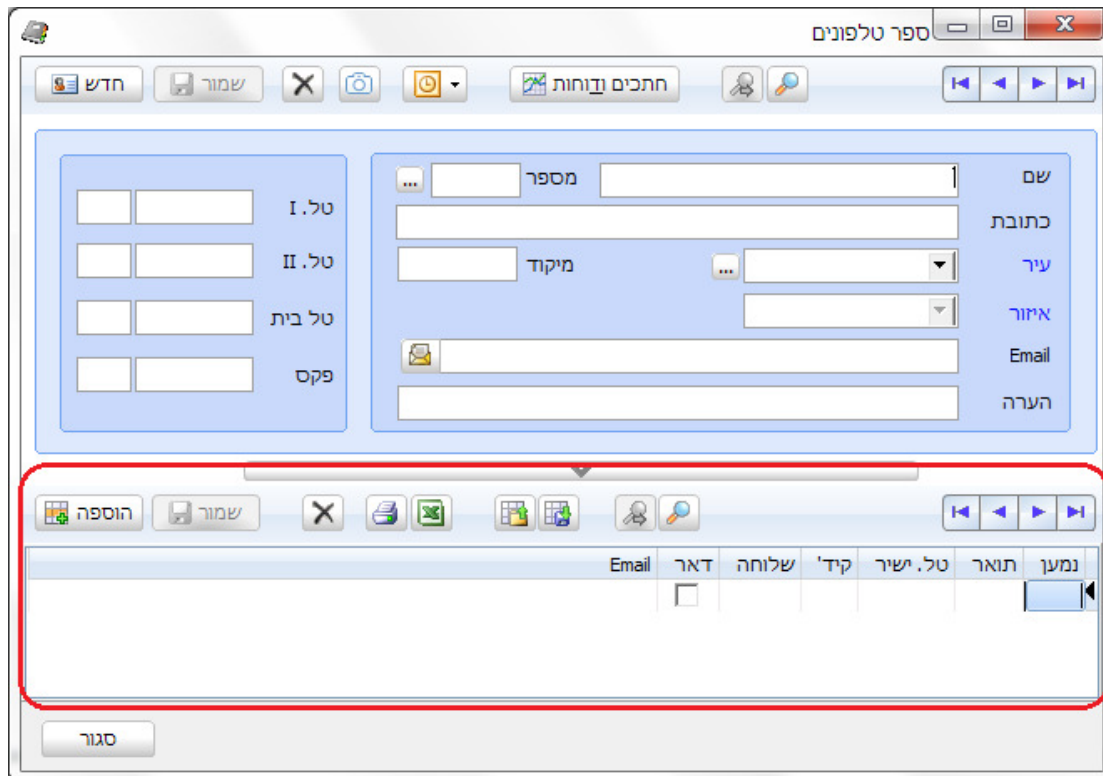 ספר טלפונים
חתכים ודוחות שמור חדש
שם 1 מספר ...
כתובת
עיר ... מיקוד
איזור
Email
הערה
טל. I
טל. II
טל בית
פקס
שמור הוספה
נמען תואר טל. ישיר קיד' שלוחה דאר Email
סגור